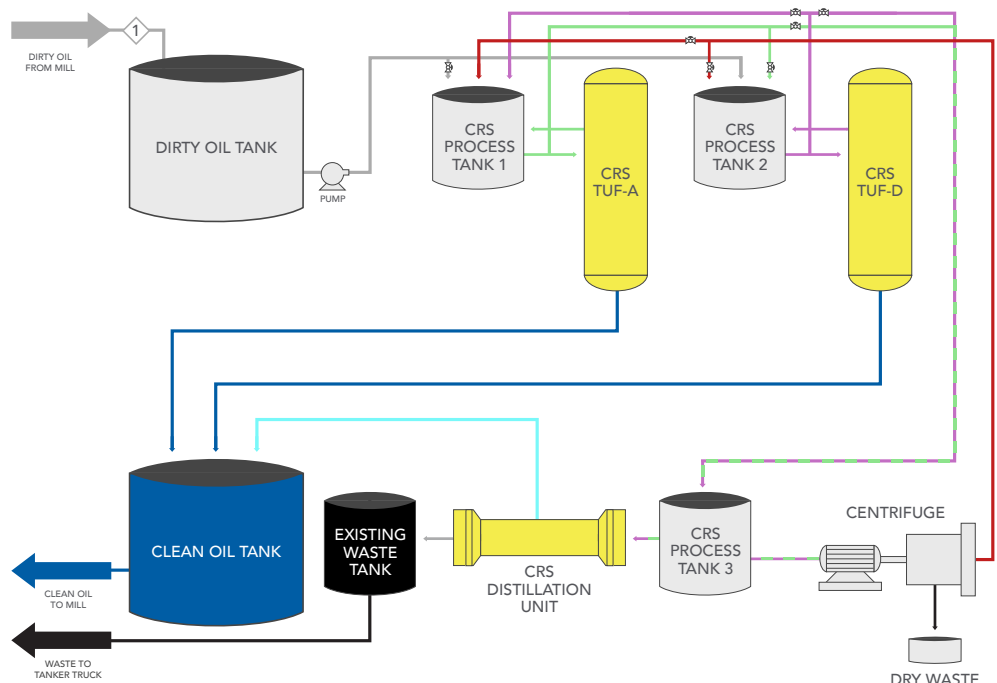 1
DIRTY OIL
FROM MILL
DIRTY OIL TANK
PUMP
CRS
PROCESS
TANK 1
CRS
TUF-A
CRS
PROCESS
TANK 2
CRS
TUF-D
CLEAN OIL TANK
EXISTING
WASTE
TANK
CRS
DISTILLATION
UNIT
CRS
PROCESS
TANK 3
CENTRIFUGE
CLEAN OIL
TO MILL
WASTE TO
TANKER TRUCK
DRY WASTE